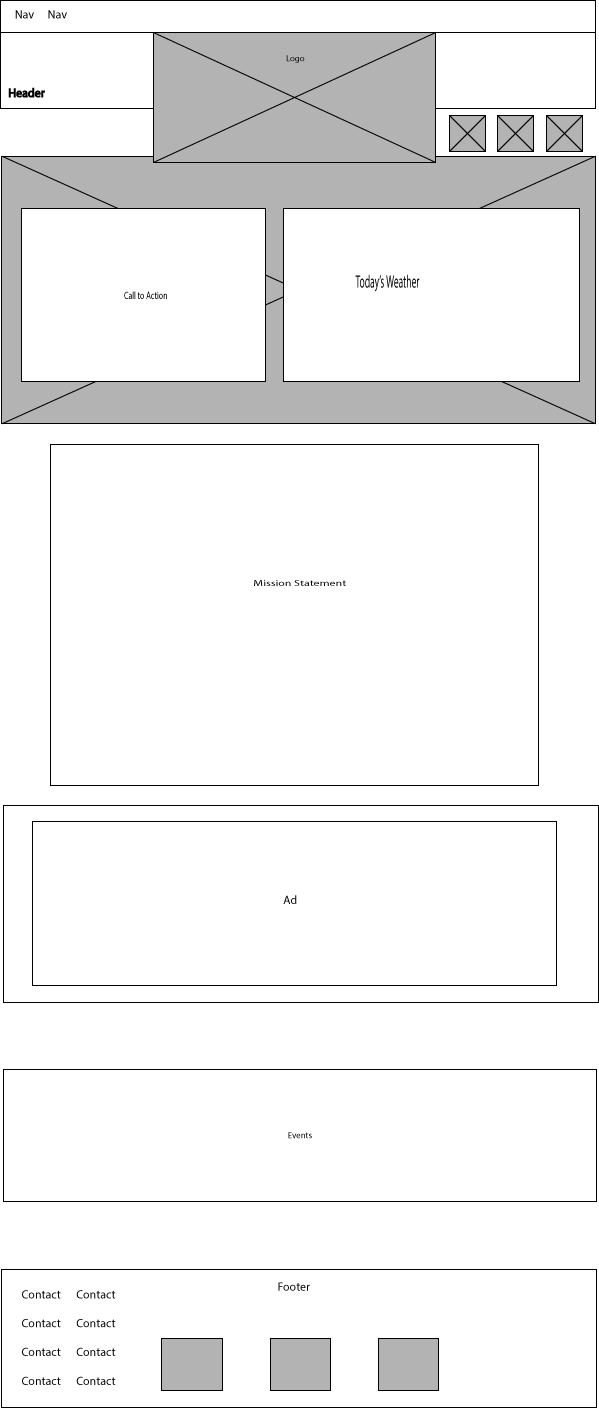 Nav Nav
Logo
Header
Call to Action
Today's Weather
Mission Statement
Ad
Events
Footer
Contact Contact
Contact Contact
Contact Contact
Contact Contact